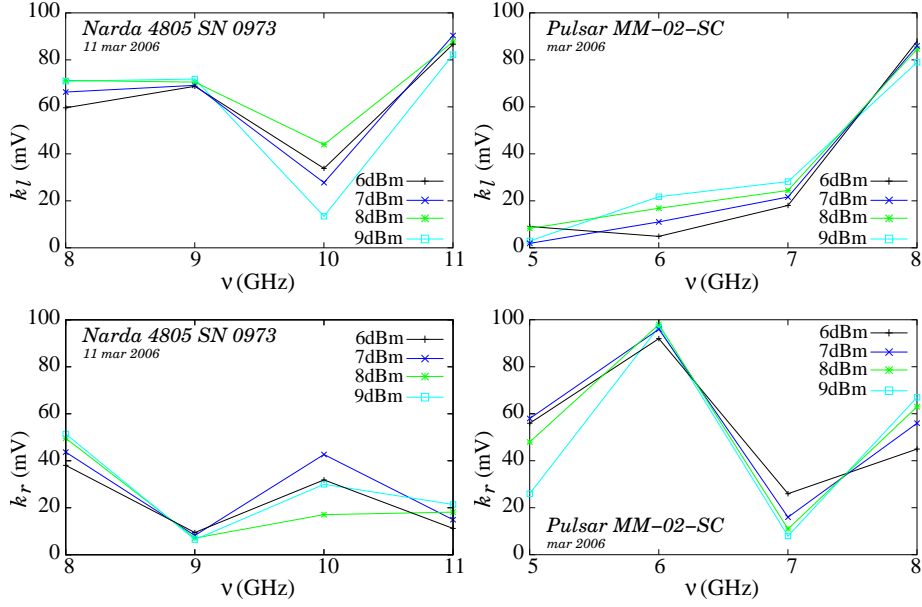 Narda 4805 SN 0973
11 mar 2006
100
80
60
40
20
0
k_l (mV)
6dBm
7dBm
8dBm
9dBm
8 9 10 11
ν (GHz)
Pulsar MM-02-SC
mar 2006
100
80
60
40
20
0
k_l (mV)
6dBm
7dBm
8dBm
9dBm
5 6 7 8
ν (GHz)
Narda 4805 SN 0973
11 mar 2006
100
80
60
40
20
0
k_r (mV)
6dBm
7dBm
8dBm
9dBm
8 9 10 11
ν (GHz)
100
80
60
40
20
0
k_r (mV)
6dBm
7dBm
8dBm
9dBm
Pulsar MM-02-SC
mar 2006
5 6 7 8
ν (GHz)